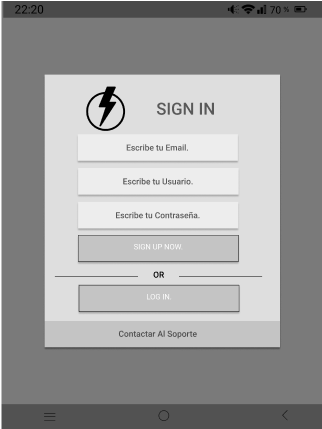 22:20
70 %
SIGN IN
Escribe tu Email.
Escribe tu Usuario.
Escribe tu Contraseña.
SIGN UP NOW.
OR
LOG IN.
Contactar Al Soporte